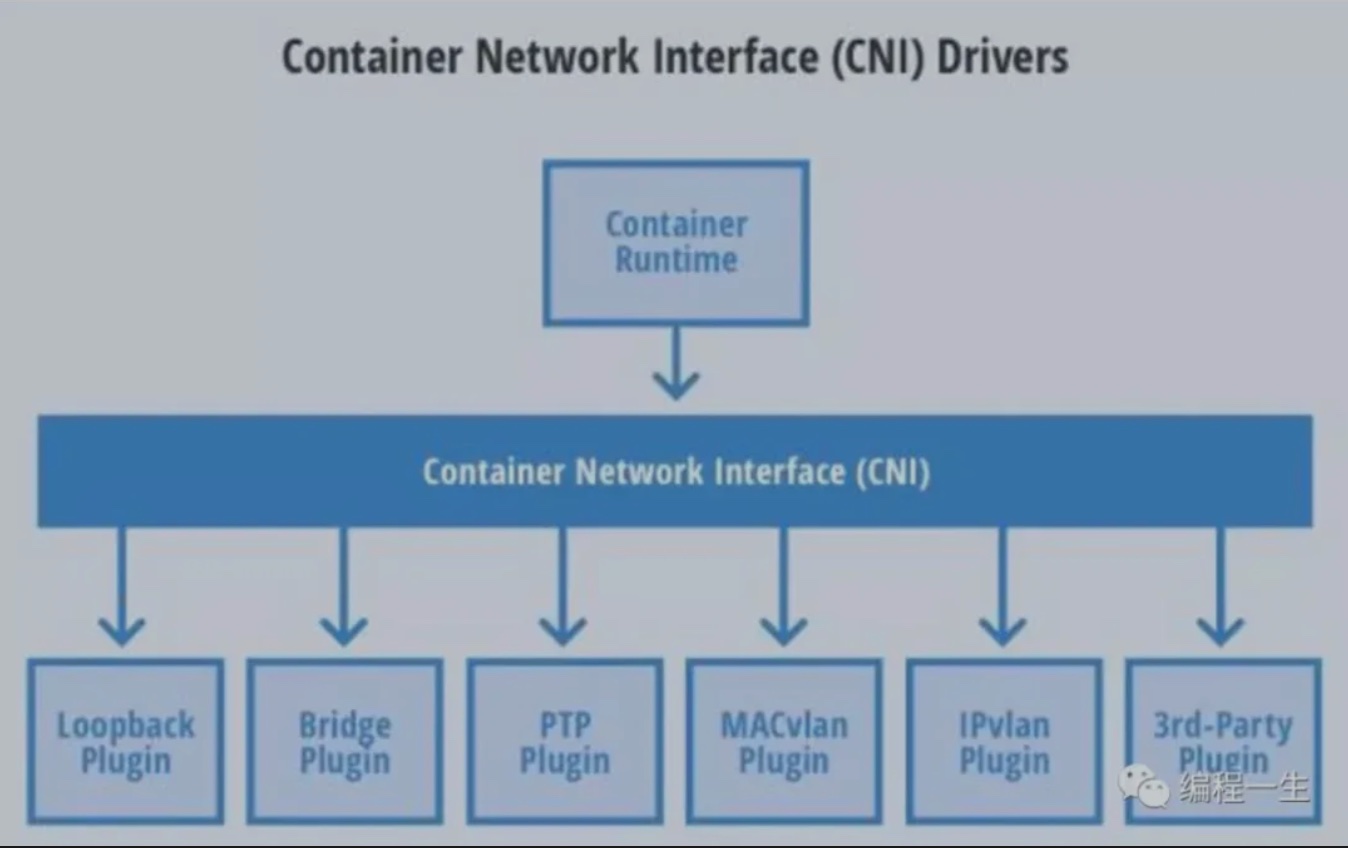 Container Network Interface (CNI) Drivers
Container
Runtime
Container Network Interface (CNI)
Loopback
Plugin
Bridge
Plugin
PTP
Plugin
MACvlan
Plugin
IPvlan
Plugin
3rd-Party
Plugin
编程一生